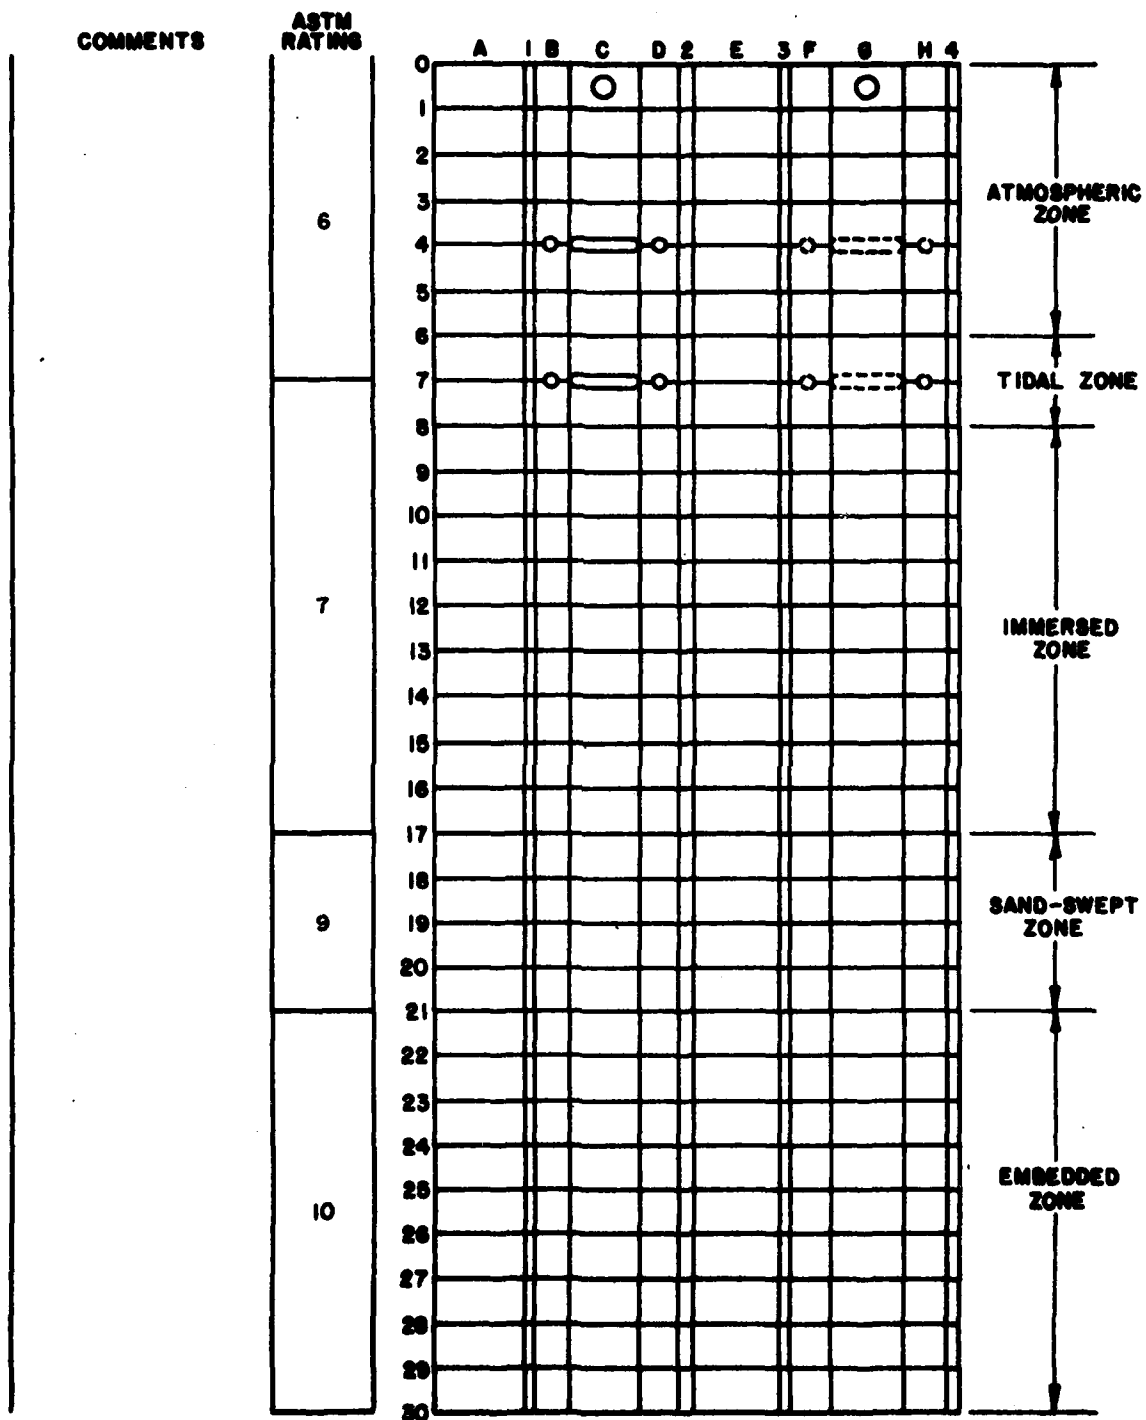 COMMENTS
ASTM
RATING
A 1 B C D 2 E 3 F G H 4
0
1
2
3
4
5
6
7
8
9
10
11
12
13
14
15
16
17
18
19
20
21
22
23
24
25
26
27
28
29
30
6
7
9
10
ATMOSPHERIC
ZONE
TIDAL ZONE
IMMERSED
ZONE
SAND-SWEPT
ZONE
EMBEDDED
ZONE